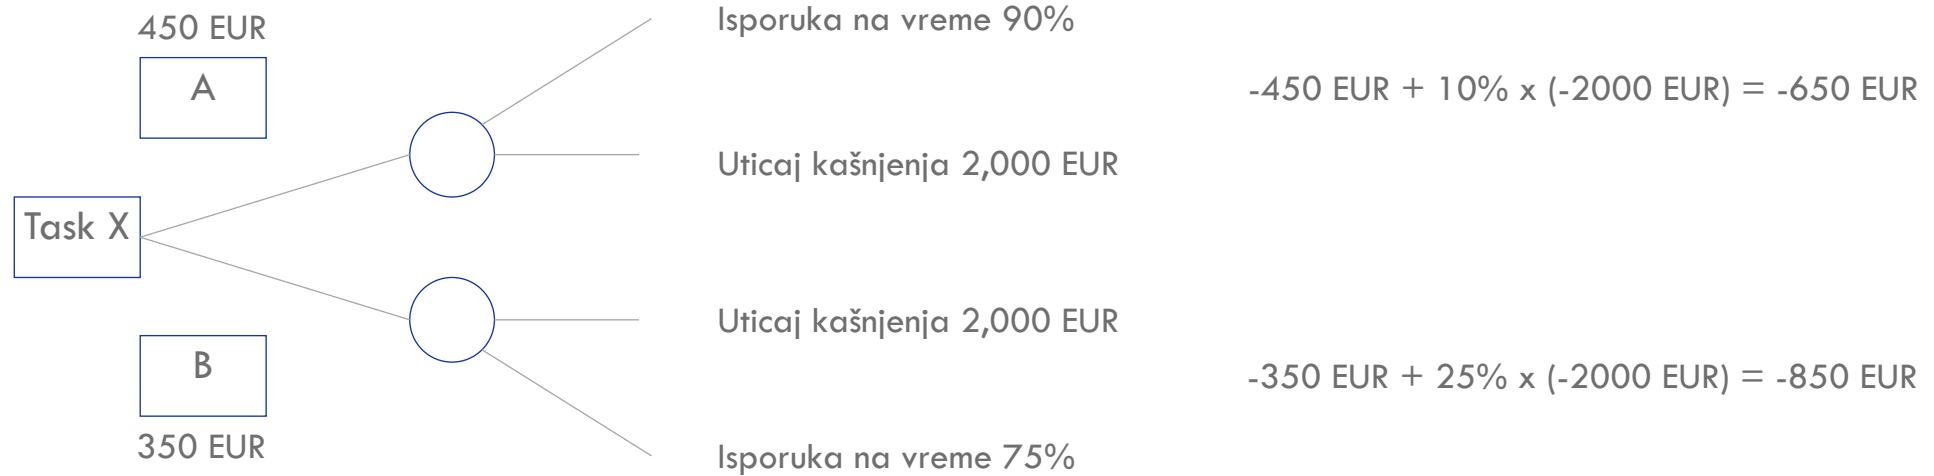 450 EUR
A
Isporuka na vreme 90%
-450 EUR + 10% x (-2000 EUR) = -650 EUR
Uticaj kašnjenja 2,000 EUR
Task X
Uticaj kašnjenja 2,000 EUR
B
350 EUR
-350 EUR + 25% x (-2000 EUR) = -850 EUR
Isporuka na vreme 75%